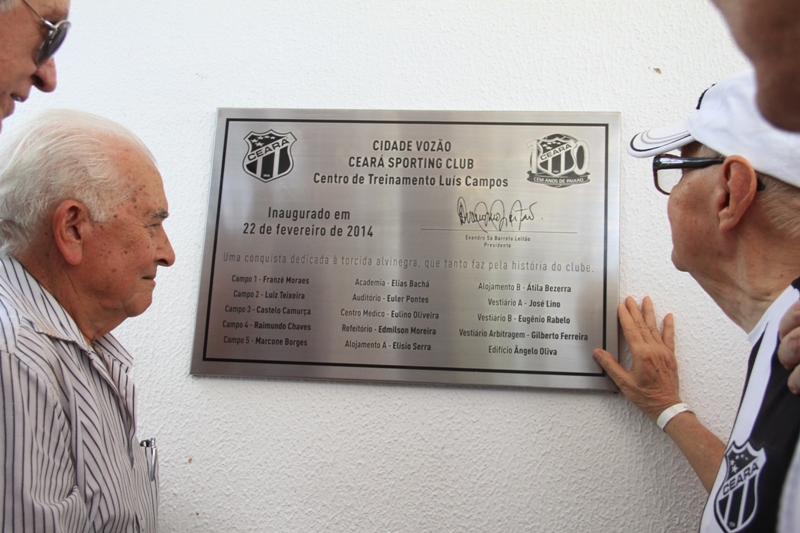 CEARÁ
CIDADE VOZÃO
CEARÁ SPORTING CLUB
Centro de Treinamento Luís Campos
CEARÁ
CEM ANOS DE PAIXÃO
Inaugurado em
22 de fevereiro de 2014
Evandro Sá Barreto Leitão
Presidente
Uma conquista dedicada à torcida alvinegra, que tanto faz pela história do clube.
Campo 1 - Franzé Moraes
Campo 2 - Luiz Teixeira
Campo 3 - Castelo Camurça
Campo 4 - Raimundo Chaves
Campo 5 - Marcone Borges
Academia - Elias Bachá
Auditório - Euler Pontes
Centro Médico - Eulino Oliveira
Refeitório - Edmilson Moreira
Alojamento A - Elísio Serra
Alojamento B - Átila Bezerra
Vestiário A - José Lino
Vestiário B - Eugênio Rabelo
Vestiário Arbitragem - Gilberto Ferreira
Edifício Ângelo Oliva
CEARÁ